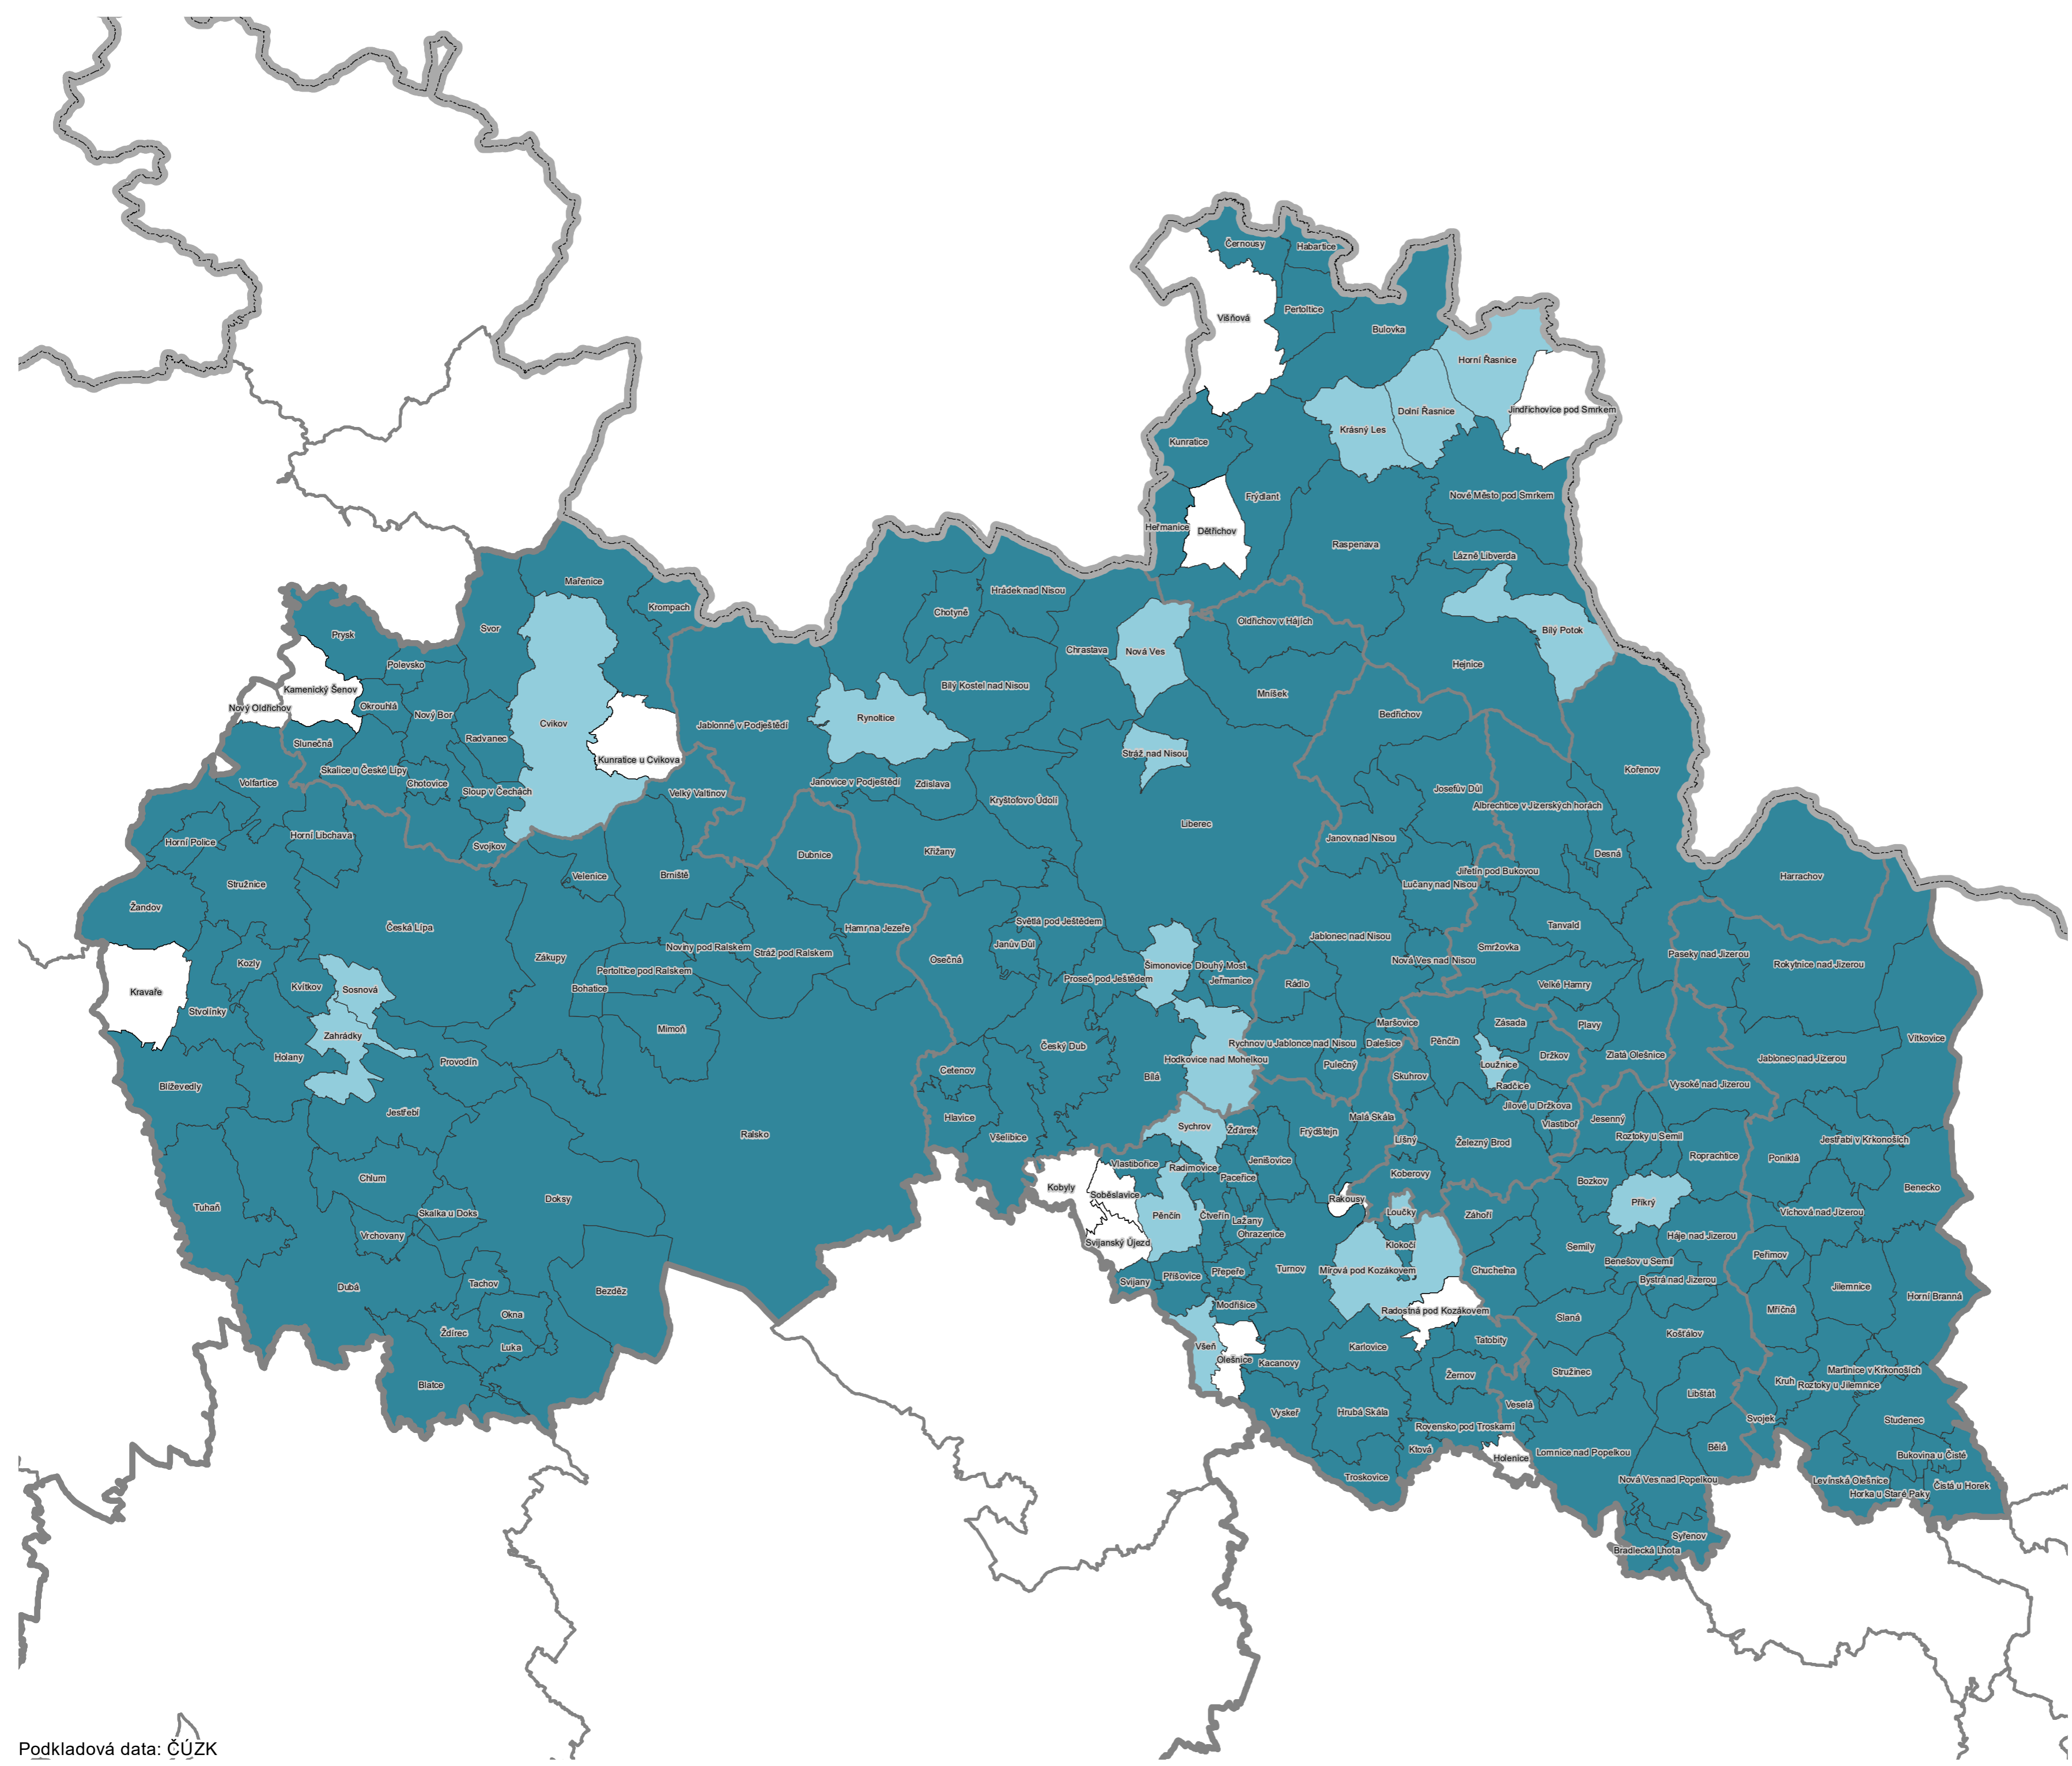 Černousy
Habartice
Višňová
Pertoltice
Bulovka
Horní Řasnice
Jindřichovice pod Smrkem
Dolní Řasnice
Krásný Les
Kunratice
Nové Město pod Smrkem
Frýdlant
Heřmanice
Dětřichov
Raspenava
Lázně Libverda
Mařenice
Hrádek nad Nisou
Krompach
Chotyně
Oldřichov v Hájích
Svor
Bílý Potok
Prysk
Chrastava
Nová Ves
Polevsko
Hejnice
Kamenický Šenov
Bílý Kostel nad Nisou
Mníšek
Nový Oldřichov
Okrouhlá
Nový Bor
Bedřichov
Rynoltice
Cvikov
Jablonné v Podještědí
Radvanec
Slunečná
Stráž nad Nisou
Kunratice u Cvikova
Skalice u České Lípy
Kořenov
Volfartice
Chotovice
Janovice v Podještědí
Zdislava
Sloup v Čechách
Velký Valtinov
Josefův Důl
Kryštofovo Údolí
Albrechtice v Jizerských horách
Liberec
Horní Libchava
Horní Police
Janov nad Nisou
Svojkov
Křižany
Dubnice
Desná
Jiřetín pod Bukovou
Velenice
Brniště
Harrachov
Stružnice
Lučany nad Nisou
Žandov
Světlá pod Ještědem
Tanvald
Česká Lípa
Hamr na Jezeře
Jablonec nad Nisou
Janův Důl
Noviny pod Ralskem
Smržovka
Stráž pod Ralskem
Paseky nad Jizerou
Zákupy
Osečná
Nová Ves nad Nisou
Kozly
Šimonovice
Dlouhý Most
Rokytnice nad Jizerou
Pertoltice pod Ralskem
Proseč pod Ještědem
Jeřmanice
Rádlo
Velké Hamry
Kvítkov
Sosnová
Bohatice
Kravaře
Stvolínky
Maršovice
Zásada
Plavy
Mimoň
Zahrádky
Vítkovice
Pěnčín
Rychnov u Jablonce nad Nisou
Dalešice
Český Dub
Držkov
Zlatá Olešnice
Holany
Hodkovice nad Mohelkou
Jablonec nad Jizerou
Provodín
Pulečný
Loužnice
Cetenov
Bílá
Skuhrov
Blíževedly
Radčice
Vysoké nad Jizerou
Jílové u Držkova
Jestřebí
Hlavice
Malá Skála
Jesenný
Vlastiboř
Sychrov
Žďárek
Frýdštejn
Ralsko
Všelibice
Roztoky u Semil
Líšný
Železný Brod
Jestřabí v Krkonoších
Roprachtice
Poniklá
Jenišovice
Vlastibořice
Radimovice
Koberovy
Chlum
Paceřice
Bozkov
Kobyly
Benecko
Soběslavice
Doksy
Rakousy
Příkrý
Tuhaň
Skalka u Doks
Loučky
Víchová nad Jizerou
Pěnčín
Čtveřín
Záhoří
Lažany
Ohrazenice
Vrchovany
Háje nad Jizerou
Svijanský Újezd
Klokočí
Semily
Peřimov
Benešov u Semil
Turnov
Mírová pod Kozákovem
Chuchelna
Přepeře
Příšovice
Svijany
Bystrá nad Jizerou
Tachov
Dubá
Jilemnice
Bezděz
Horní Branná
Modřišice
Mříčná
Radostná pod Kozákovem
Okna
Slaná
Ždírec
Košťálov
Tatobity
Luka
Všeň
Karlovice
Olešnice
Kacanovy
Martinice v Krkonoších
Stružinec
Žernov
Kruh
Roztoky u Jilemnice
Blatce
Libštát
Veselá
Vyskeř
Hrubá Skála
Svojek
Studenec
Rovensko pod Troskami
Bělá
Ktová
Lomnice nad Popelkou
Bukovina u Čisté
Holenice
Troskovice
Nová Ves nad Popelkou
Levínská Olešnice
Čistá u Horek
Horka u Staré Paky
Syřenov
Bradlecká Lhota
Podkladová data: ČÚZK